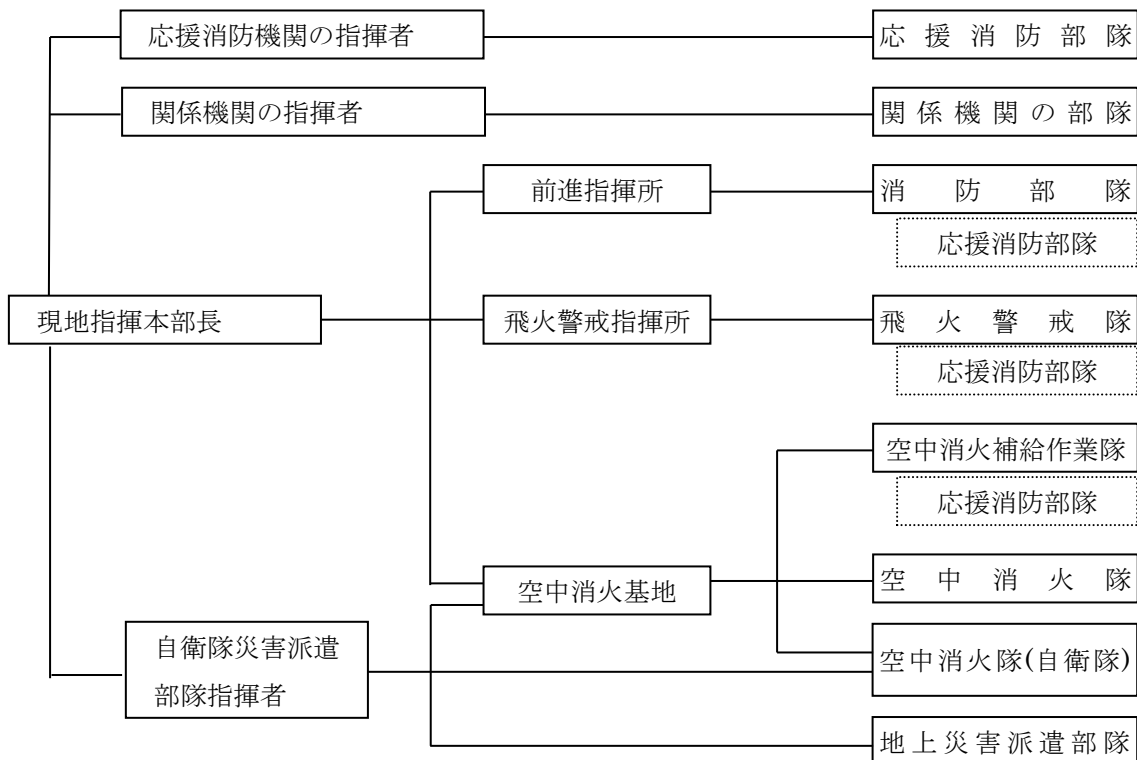 応援消防機関の指揮者
応援消防部隊
関係機関の指揮者
関係機関の部隊
前進指揮所
消防部隊
応援消防部隊
現地指揮本部長
飛火警戒指揮所
飛火警戒隊
応援消防部隊
空中消火補給作業隊
応援消防部隊
空中消火基地
空中消火隊
自衛隊災害派遣
部隊指揮者
空中消火隊(自衛隊)
地上災害派遣部隊